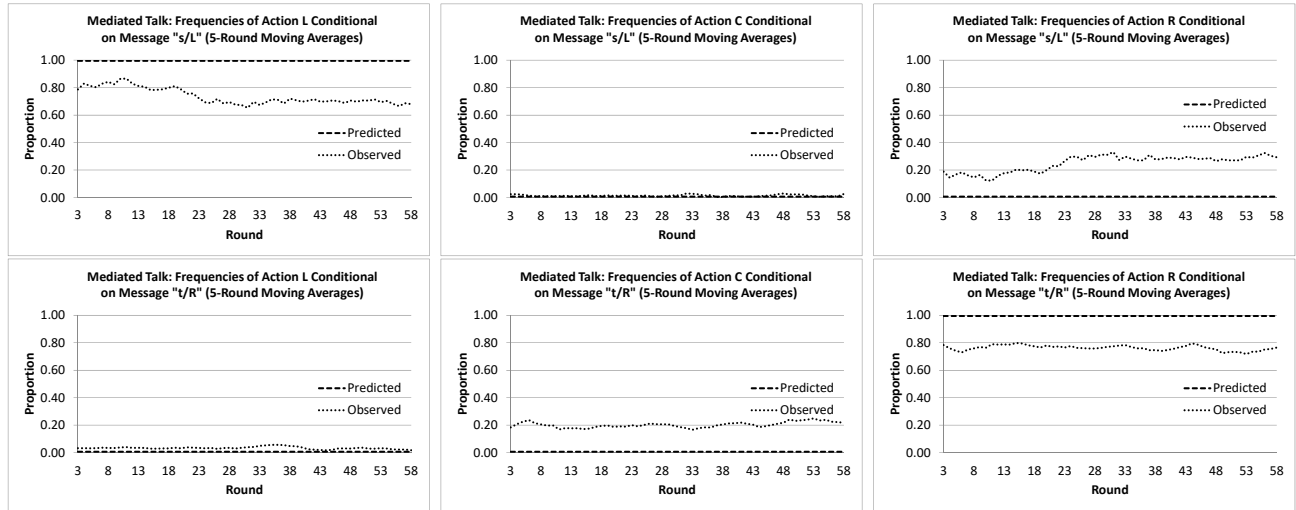 Mediated Talk: Frequencies of Action L Conditional
on Message "s/L" (5-Round Moving Averages)
1.00
0.80
0.60
0.40
0.20
0.00
Proportion
Predicted
Observed
3 8 13 18 23 28 33 38 43 48 53 58
Round
Mediated Talk: Frequencies of Action C Conditional
on Message "s/L" (5-Round Moving Averages)
1.00
0.80
0.60
0.40
0.20
0.00
Proportion
Predicted
Observed
3 8 13 18 23 28 33 38 43 48 53 58
Round
Mediated Talk: Frequencies of Action R Conditional
on Message "s/L" (5-Round Moving Averages)
1.00
0.80
0.60
0.40
0.20
0.00
Proportion
Predicted
Observed
3 8 13 18 23 28 33 38 43 48 53 58
Round
Mediated Talk: Frequencies of Action L Conditional
on Message "t/R" (5-Round Moving Averages)
1.00
0.80
0.60
0.40
0.20
0.00
Proportion
Predicted
Observed
3 8 13 18 23 28 33 38 43 48 53 58
Round
Mediated Talk: Frequencies of Action C Conditional
on Message "t/R" (5-Round Moving Averages)
1.00
0.80
0.60
0.40
0.20
0.00
Proportion
Predicted
Observed
3 8 13 18 23 28 33 38 43 48 53 58
Round
Mediated Talk: Frequencies of Action R Conditional
on Message "t/R" (5-Round Moving Averages)
1.00
0.80
0.60
0.40
0.20
0.00
Proportion
Predicted
Observed
3 8 13 18 23 28 33 38 43 48 53 58
Round